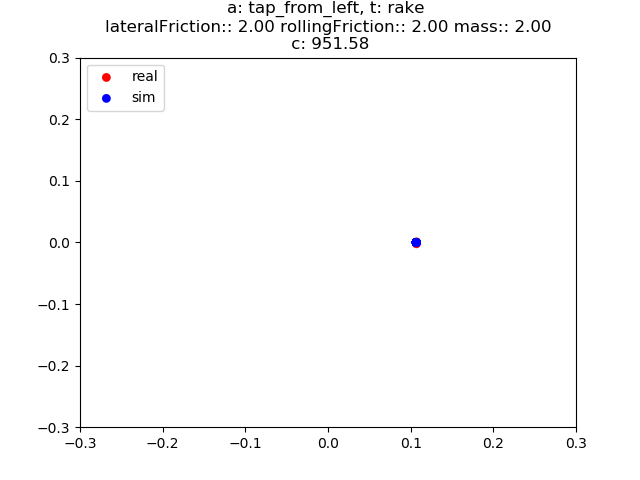 a: tap_from_left, t: rake
lateralFriction:: 2.00 rollingFriction:: 2.00 mass:: 2.00
c: 951.58
real
sim
0.3
0.2
0.1
0.0
−0.1
−0.2
−0.3
−0.3
−0.2
−0.1
0.0
0.1
0.2
0.3